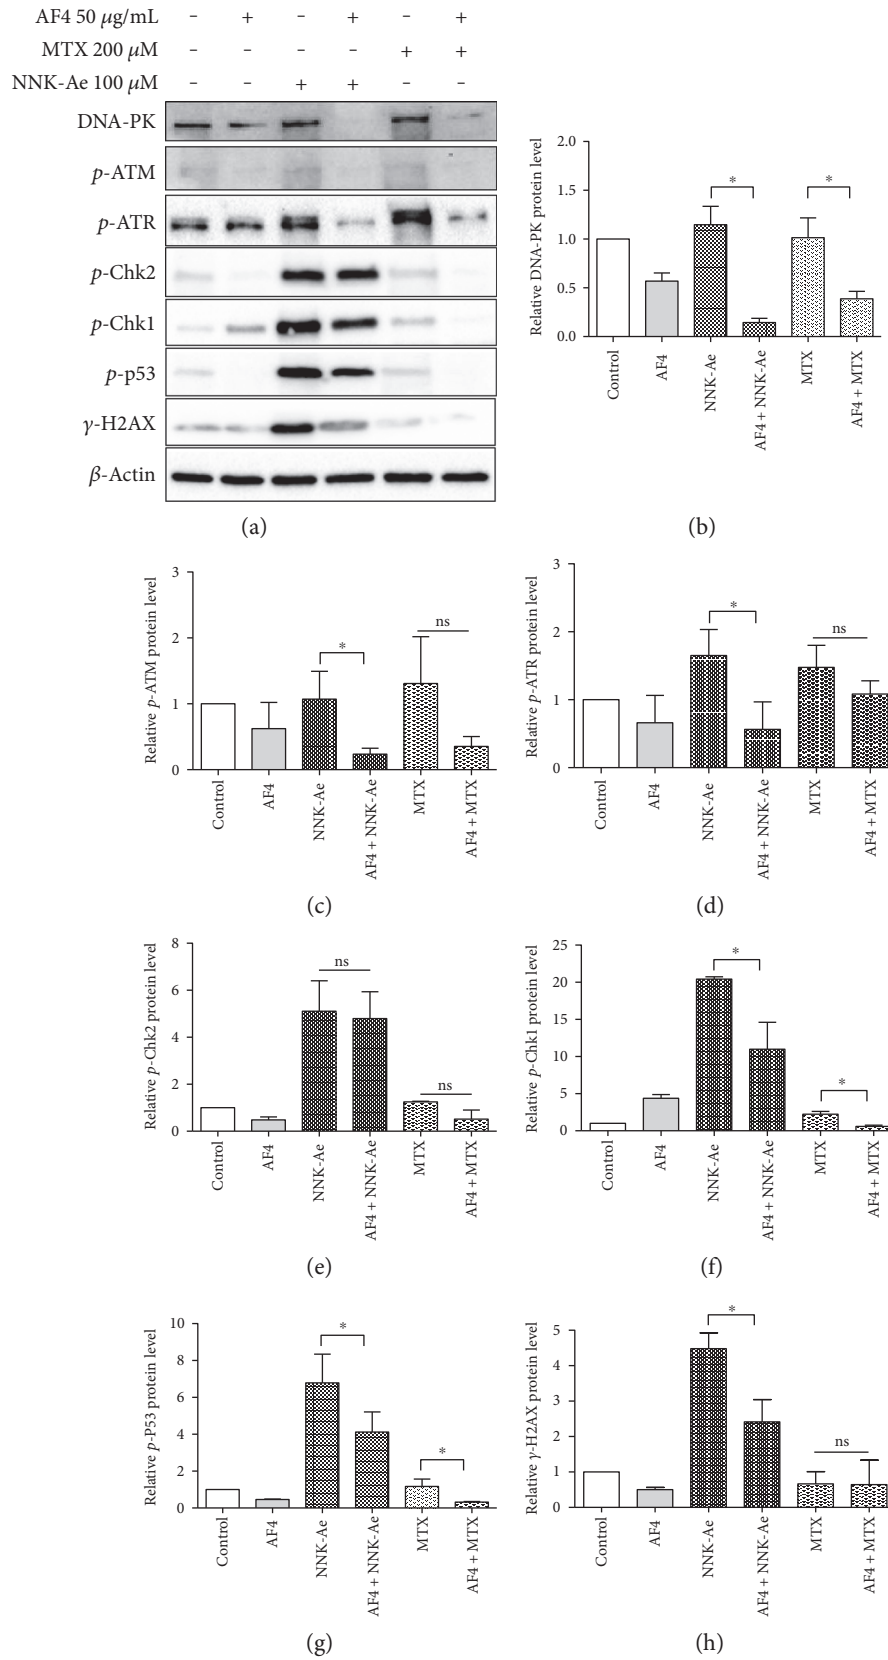 AF4 50 µg/mL – + – + – +
MTX 200 µM – – – – + +
NNK-Ae 100 µM – – + + – –
DNA-PK
p-ATM
p-ATR
p-Chk2
p-Chk1
p-p53
γ-H2AX
β-Actin
(a)
Relative DNA-PK protein level
2.0
1.5
1.0
0.5
0.0
* *
Control AF4 NNK-Ae AF4 + NNK-Ae MTX AF4 + MTX
(b)
Relative p-ATM protein level
3
2
1
0
* ns
Control AF4 NNK-Ae AF4 + NNK-Ae MTX AF4 + MTX
(c)
Relative p-ATR protein level
3
2
1
0
* ns
Control AF4 NNK-Ae AF4 + NNK-Ae MTX AF4 + MTX
(d)
Relative p-Chk2 protein level
8
6
4
2
0
ns ns
Control AF4 NNK-Ae AF4 + NNK-Ae MTX AF4 + MTX
(e)
Relative p-Chk1 protein level
25
20
15
10
5
0
* *
Control AF4 NNK-Ae AF4 + NNK-Ae MTX AF4 + MTX
(f)
Relative p-P53 protein level
10
8
6
4
2
0
* *
Control AF4 NNK-Ae AF4 + NNK-Ae MTX AF4 + MTX
(g)
Relative γ-H2AX protein level
5
4
3
2
1
0
* ns
Control AF4 NNK-Ae AF4 + NNK-Ae MTX AF4 + MTX
(h)